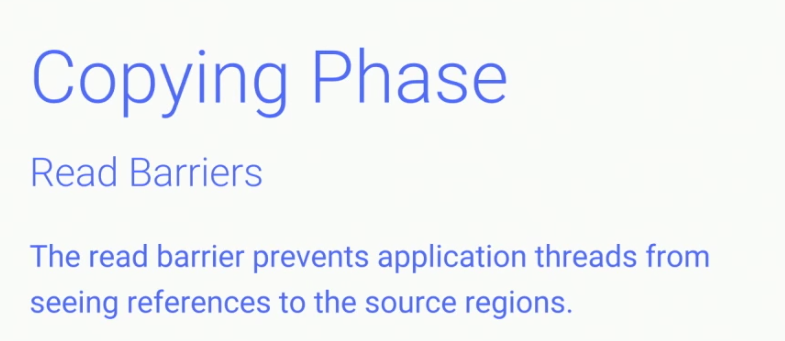 Copying Phase
Read Barriers
The read barrier prevents application threads from
seeing references to the source regions.